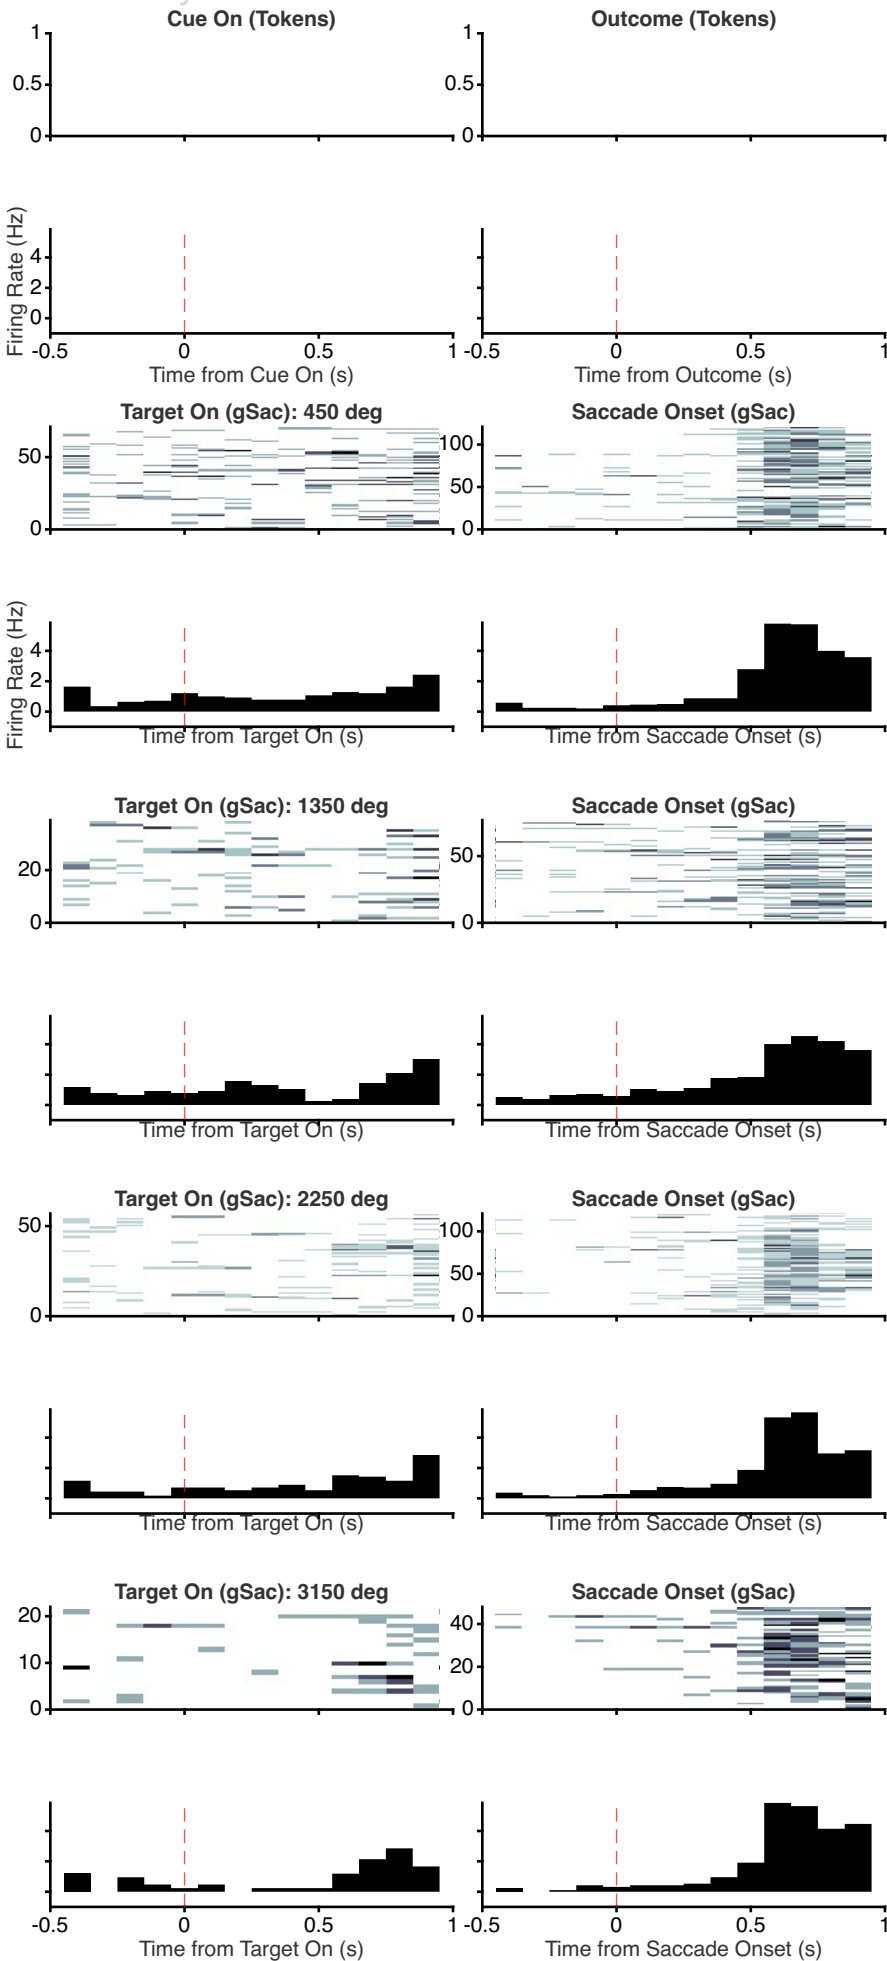 Cue On (Tokens) Outcome (Tokens)
1 1
0.5 0.5
0 0
Firing Rate (Hz)
4
2
0
-0.5 0 0.5 1 -0.5 0 0.5 1
Time from Cue On (s) Time from Outcome (s)
Target On (gSac): 450 deg Saccade Onset (gSac)
50 100
50
0 0
Firing Rate (Hz)
4
2
0
Time from Target On (s) Time from Saccade Onset (s)
Target On (gSac): 1350 deg Saccade Onset (gSac)
20 50
0 0
Time from Target On (s) Time from Saccade Onset (s)
Target On (gSac): 2250 deg Saccade Onset (gSac)
50 100
50
0 0
Time from Target On (s) Time from Saccade Onset (s)
Target On (gSac): 3150 deg Saccade Onset (gSac)
20 40
10 20
0 0
-0.5 0 0.5 1 -0.5 0 0.5 1
Time from Target On (s) Time from Saccade Onset (s)